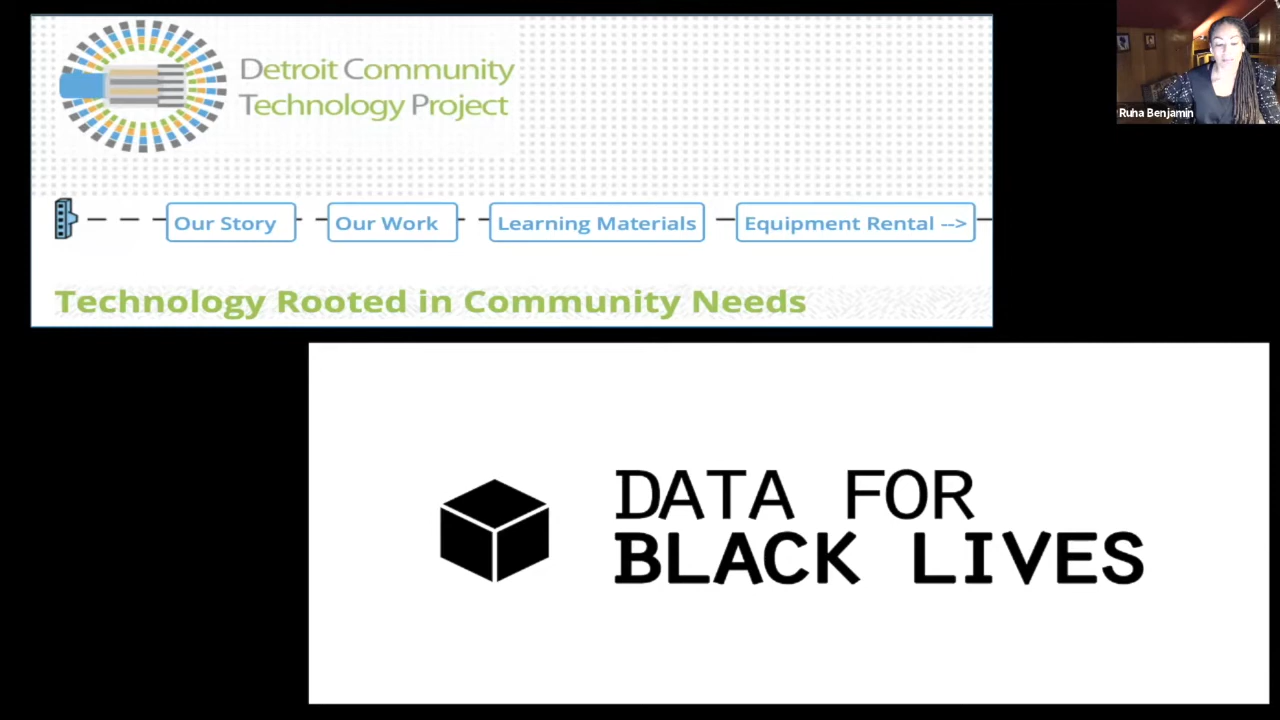 Detroit Community
Technology Project
Ruha Benjamin
Our Story
Our Work
Learning Materials
Equipment Rental -->
Technology Rooted in Community Needs
DATA FOR
BLACK LIVES